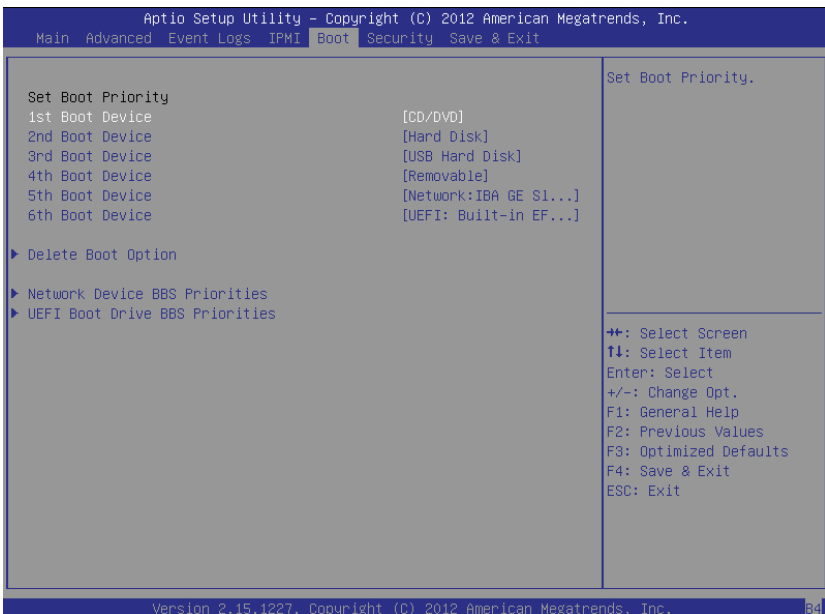 Aptio Setup Utility – Copyright (C) 2012 American Megatrends, Inc.
Main Advanced Event Logs IPMI Boot Security Save & Exit
Set Boot Priority
1st Boot Device [CD/DVD]
2nd Boot Device [Hard Disk]
3rd Boot Device [USB Hard Disk]
4th Boot Device [Removable]
5th Boot Device [Network:IBA GE Sl...]
6th Boot Device [UEFI: Built-in EF...]
▶ Delete Boot Option
▶ Network Device BBS Priorities
▶ UEFI Boot Drive BBS Priorities
Set Boot Priority.
→←: Select Screen
↑↓: Select Item
Enter: Select
+/-: Change Opt.
F1: General Help
F2: Previous Values
F3: Optimized Defaults
F4: Save & Exit
ESC: Exit
Version 2.15.1227. Copyright (C) 2012 American Megatrends, Inc.
B4